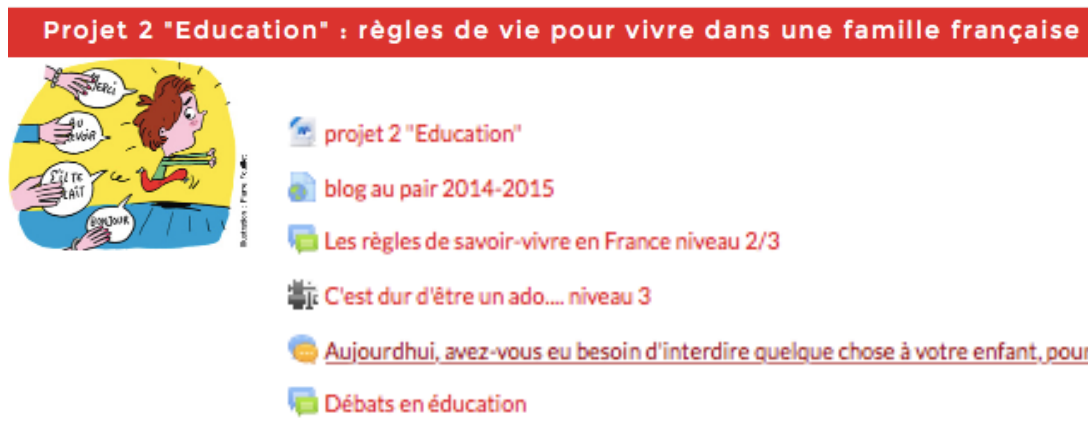 Projet 2 "Education" : règles de vie pour vivre dans une famille française
MERCI
AU REVOIR
S'IL TE PLAÎT
BONJOUR
projet 2 "Education"
blog au pair 2014-2015
Les règles de savoir-vivre en France niveau 2/3
C'est dur d'être un ado.... niveau 3
Aujourdhui, avez-vous eu besoin d'interdire quelque chose à votre enfant, pour
Débats en éducation